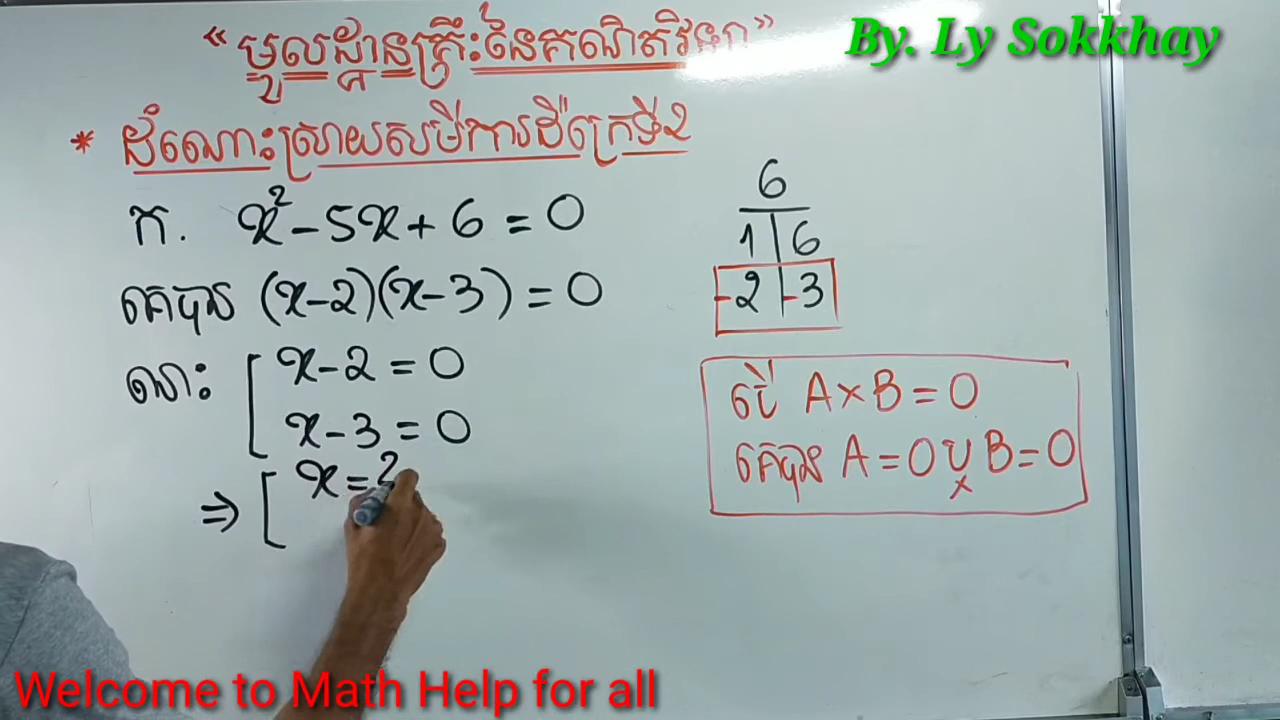 “មូលដ្ឋានគ្រឹះនៃគណិតវិទ្យា”
By. Ly Sokkhay
* ដំណោះស្រាយសមីការដឺក្រេទី២
ក. x² - 5x + 6 = 0
គេបាន (x-2)(x-3) = 0
នោះ [ x-2 = 0
x-3 = 0
⇒ [ x = 2
6
1 | 6
-2 | -3
បើ A×B = 0
គេបាន A = 0 ឬ B = 0
Welcome to Math Help for all